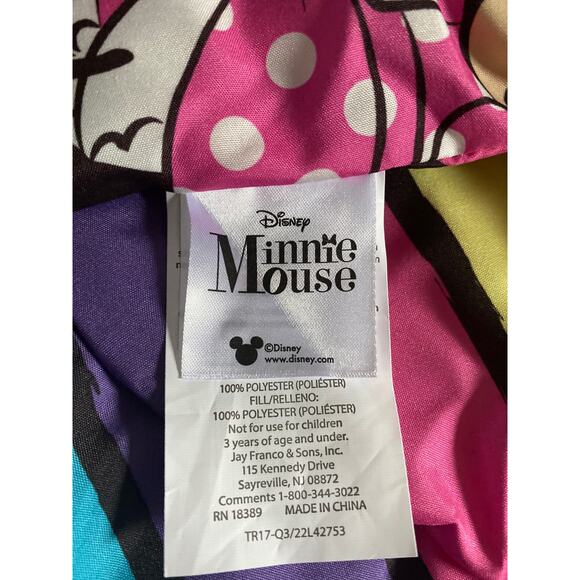 Disney
Minnie
Mouse
©Disney
www.disney.com
100% POLYESTER (POLIÉSTER)
FILL/RELLENO:
100% POLYESTER (POLIÉSTER)
Not for use for children
3 years of age and under.
Jay Franco & Sons, Inc.
115 Kennedy Drive
Sayreville, NJ 08872
Comments 1-800-344-3022
RN 18389 MADE IN CHINA
TR17-Q3/22L42753